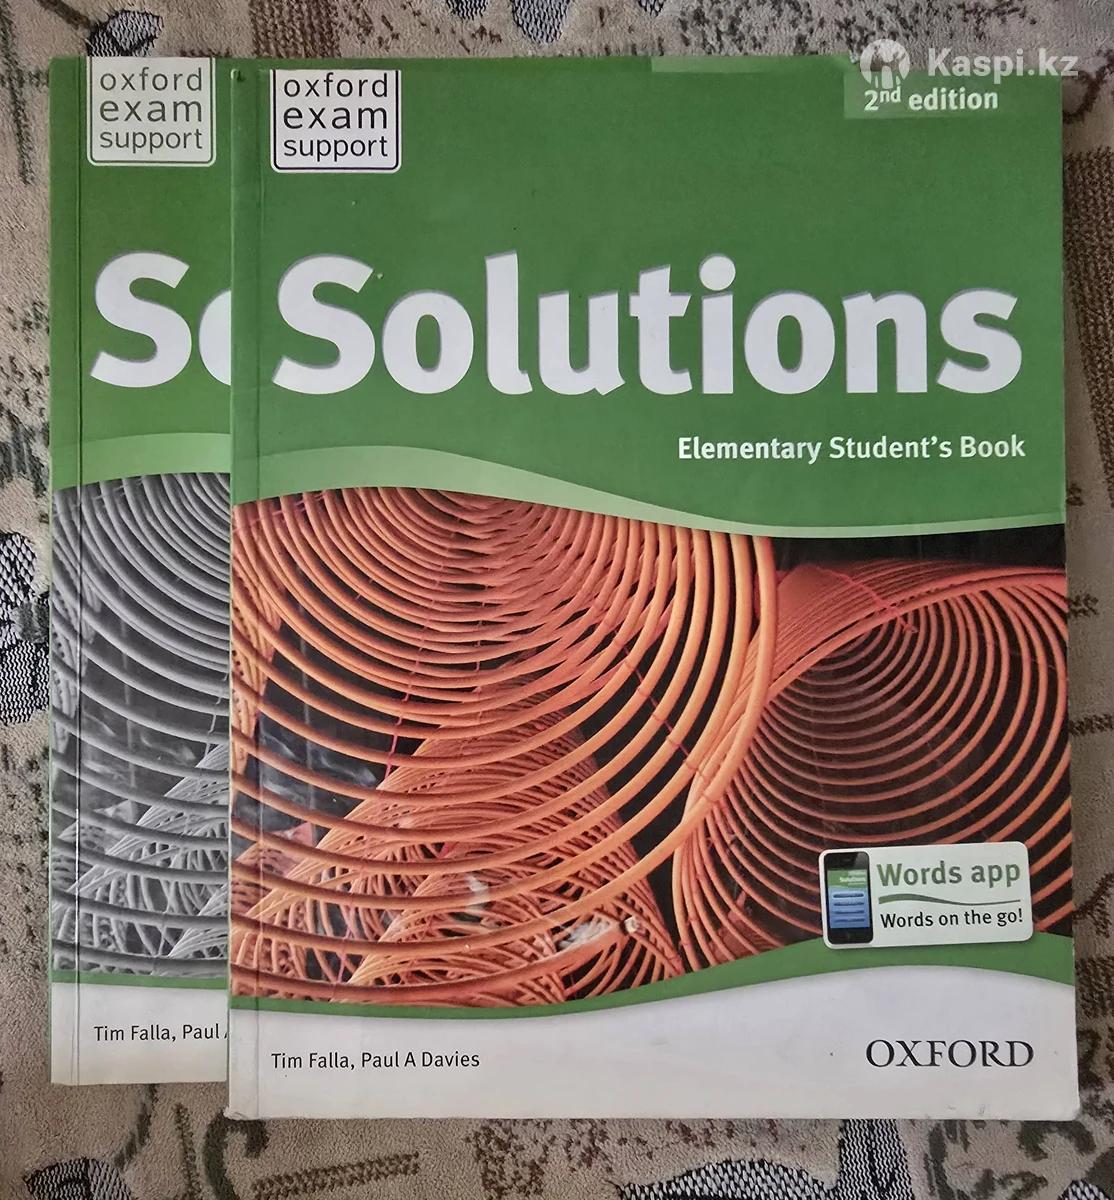 Kaspi.kz
oxford
exam
support
So
Tim Falla, Paul
oxford
exam
support
2nd edition
Solutions
Elementary Student's Book
Words app
Words on the go!
Tim Falla, Paul A Davies
OXFORD